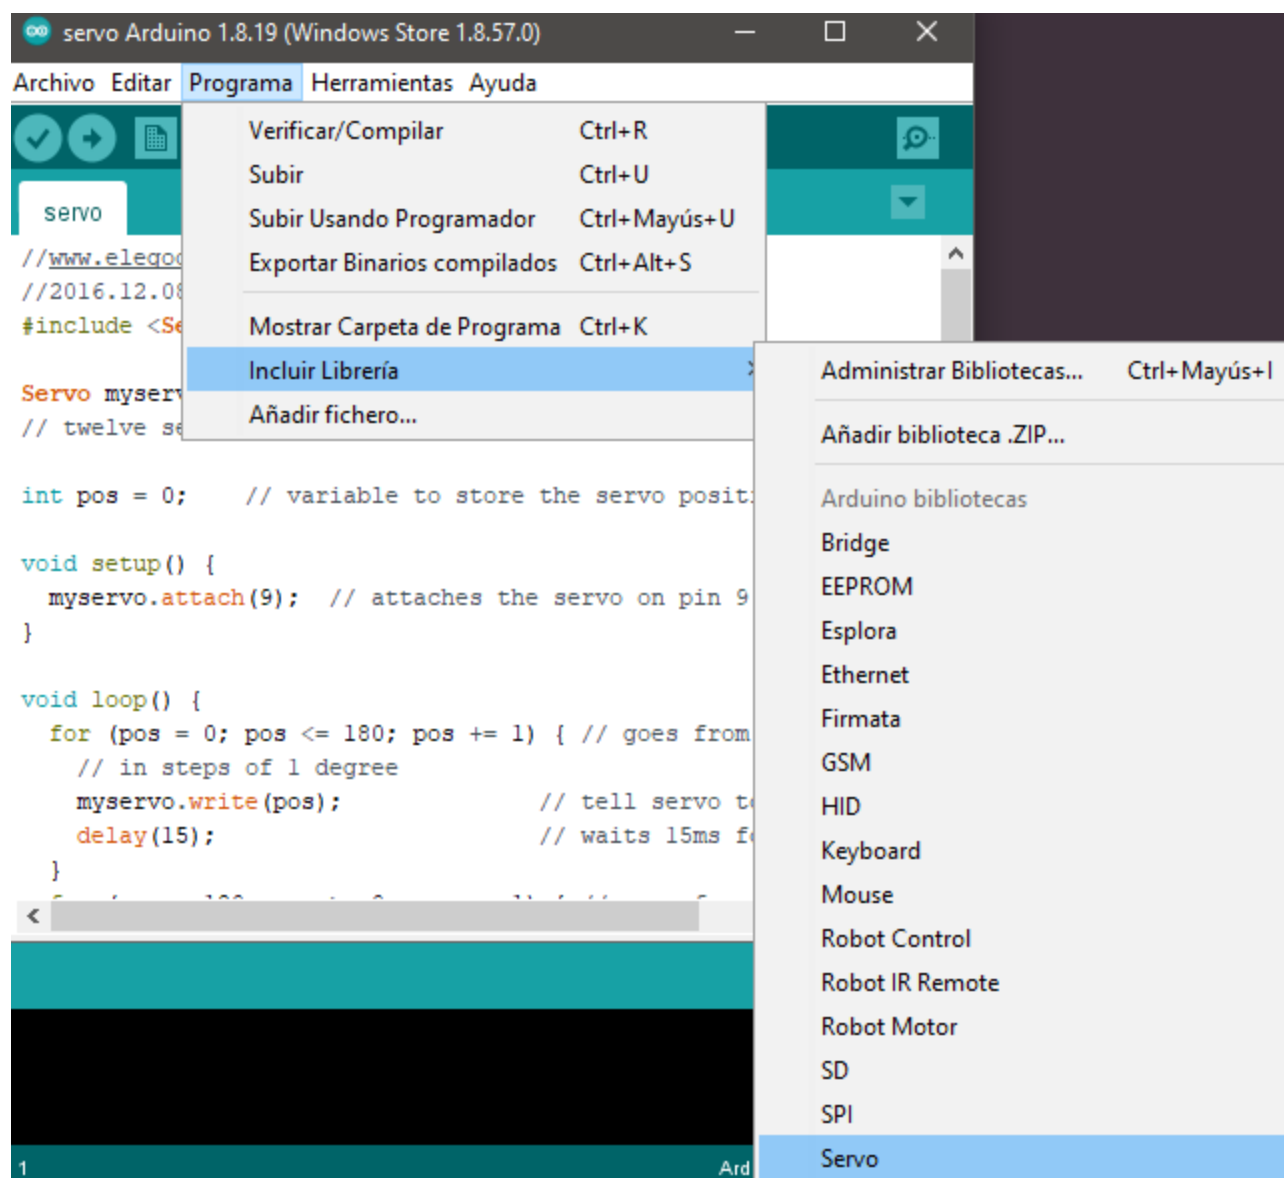 servo Arduino 1.8.19 (Windows Store 1.8.57.0)
Archivo Editar Programa Herramientas Ayuda
Verificar/Compilar Ctrl+R
Subir Ctrl+U
Subir Usando Programador Ctrl+Mayús+U
Exportar Binarios compilados Ctrl+Alt+S
Mostrar Carpeta de Programa Ctrl+K
Incluir Librería
Añadir fichero...
Administrar Bibliotecas... Ctrl+Mayús+I
Añadir biblioteca .ZIP...
Arduino bibliotecas
Bridge
EEPROM
Esplora
Ethernet
Firmata
GSM
HID
Keyboard
Mouse
Robot Control
Robot IR Remote
Robot Motor
SD
SPI
Servo
servo
//www.elegoo
//2016.12.08
#include <Se
Servo myserv
// twelve se
int pos = 0; // variable to store the servo positi
void setup() {
myservo.attach(9); // attaches the servo on pin 9
}
void loop() {
for (pos = 0; pos <= 180; pos += 1) { // goes from
// in steps of 1 degree
myservo.write(pos); // tell servo to
delay(15); // waits 15ms fo
}
1 Ard